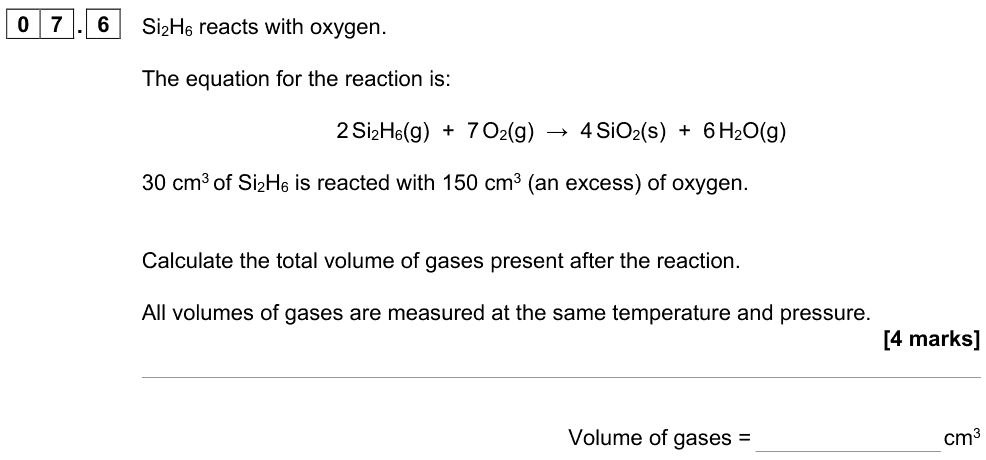 0 7 . 6 Si₂H₆ reacts with oxygen.
The equation for the reaction is:
2 Si₂H₆(g) + 7 O₂(g) → 4 SiO₂(s) + 6 H₂O(g)
30 cm³ of Si₂H₆ is reacted with 150 cm³ (an excess) of oxygen.
Calculate the total volume of gases present after the reaction.
All volumes of gases are measured at the same temperature and pressure.
[4 marks]
Volume of gases = ____________ cm³